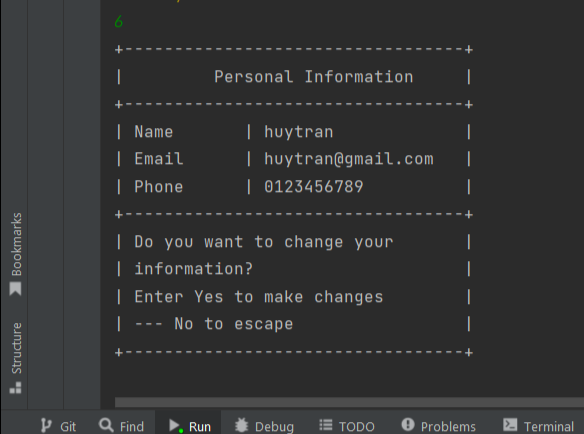 6
+-----------------------------------+
| Personal Information |
+-----------------------------------+
| Name | huytran |
| Email | huytran@gmail.com |
| Phone | 0123456789 |
+-----------------------------------+
| Do you want to change your |
| information? |
| Enter Yes to make changes |
| --- No to escape |
+-----------------------------------+
Bookmarks
Structure
Git Find Run Debug TODO Problems Terminal